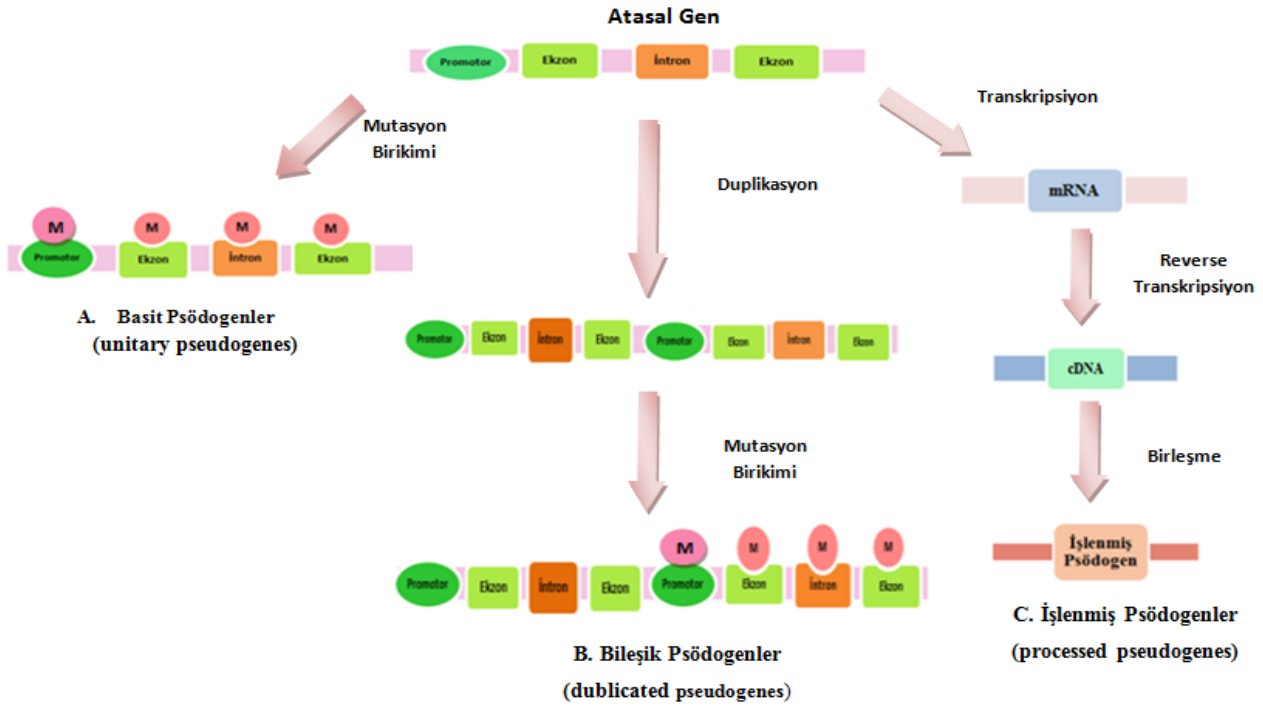 Atasal Gen
Promotor Ekzon İntron Ekzon
Mutasyon
Birikimi
Duplikasyon
Transkripsiyon
mRNA
M M M M
Promotor Ekzon İntron Ekzon
A. Basit Psödogenler
(unitary pseudogenes)
Reverse
Transkripsiyon
Promotor Ekzon İntron Ekzon Promotor Ekzon İntron Ekzon
cDNA
Mutasyon
Birikimi
Birleşme
M M M M
Promotor Ekzon İntron Ekzon Promotor Ekzon İntron Ekzon
İşlenmiş
Psödogen
B. Bileşik Psödogenler
(dublicated pseudogenes)
C. İşlenmiş Psödogenler
(processed pseudogenes)